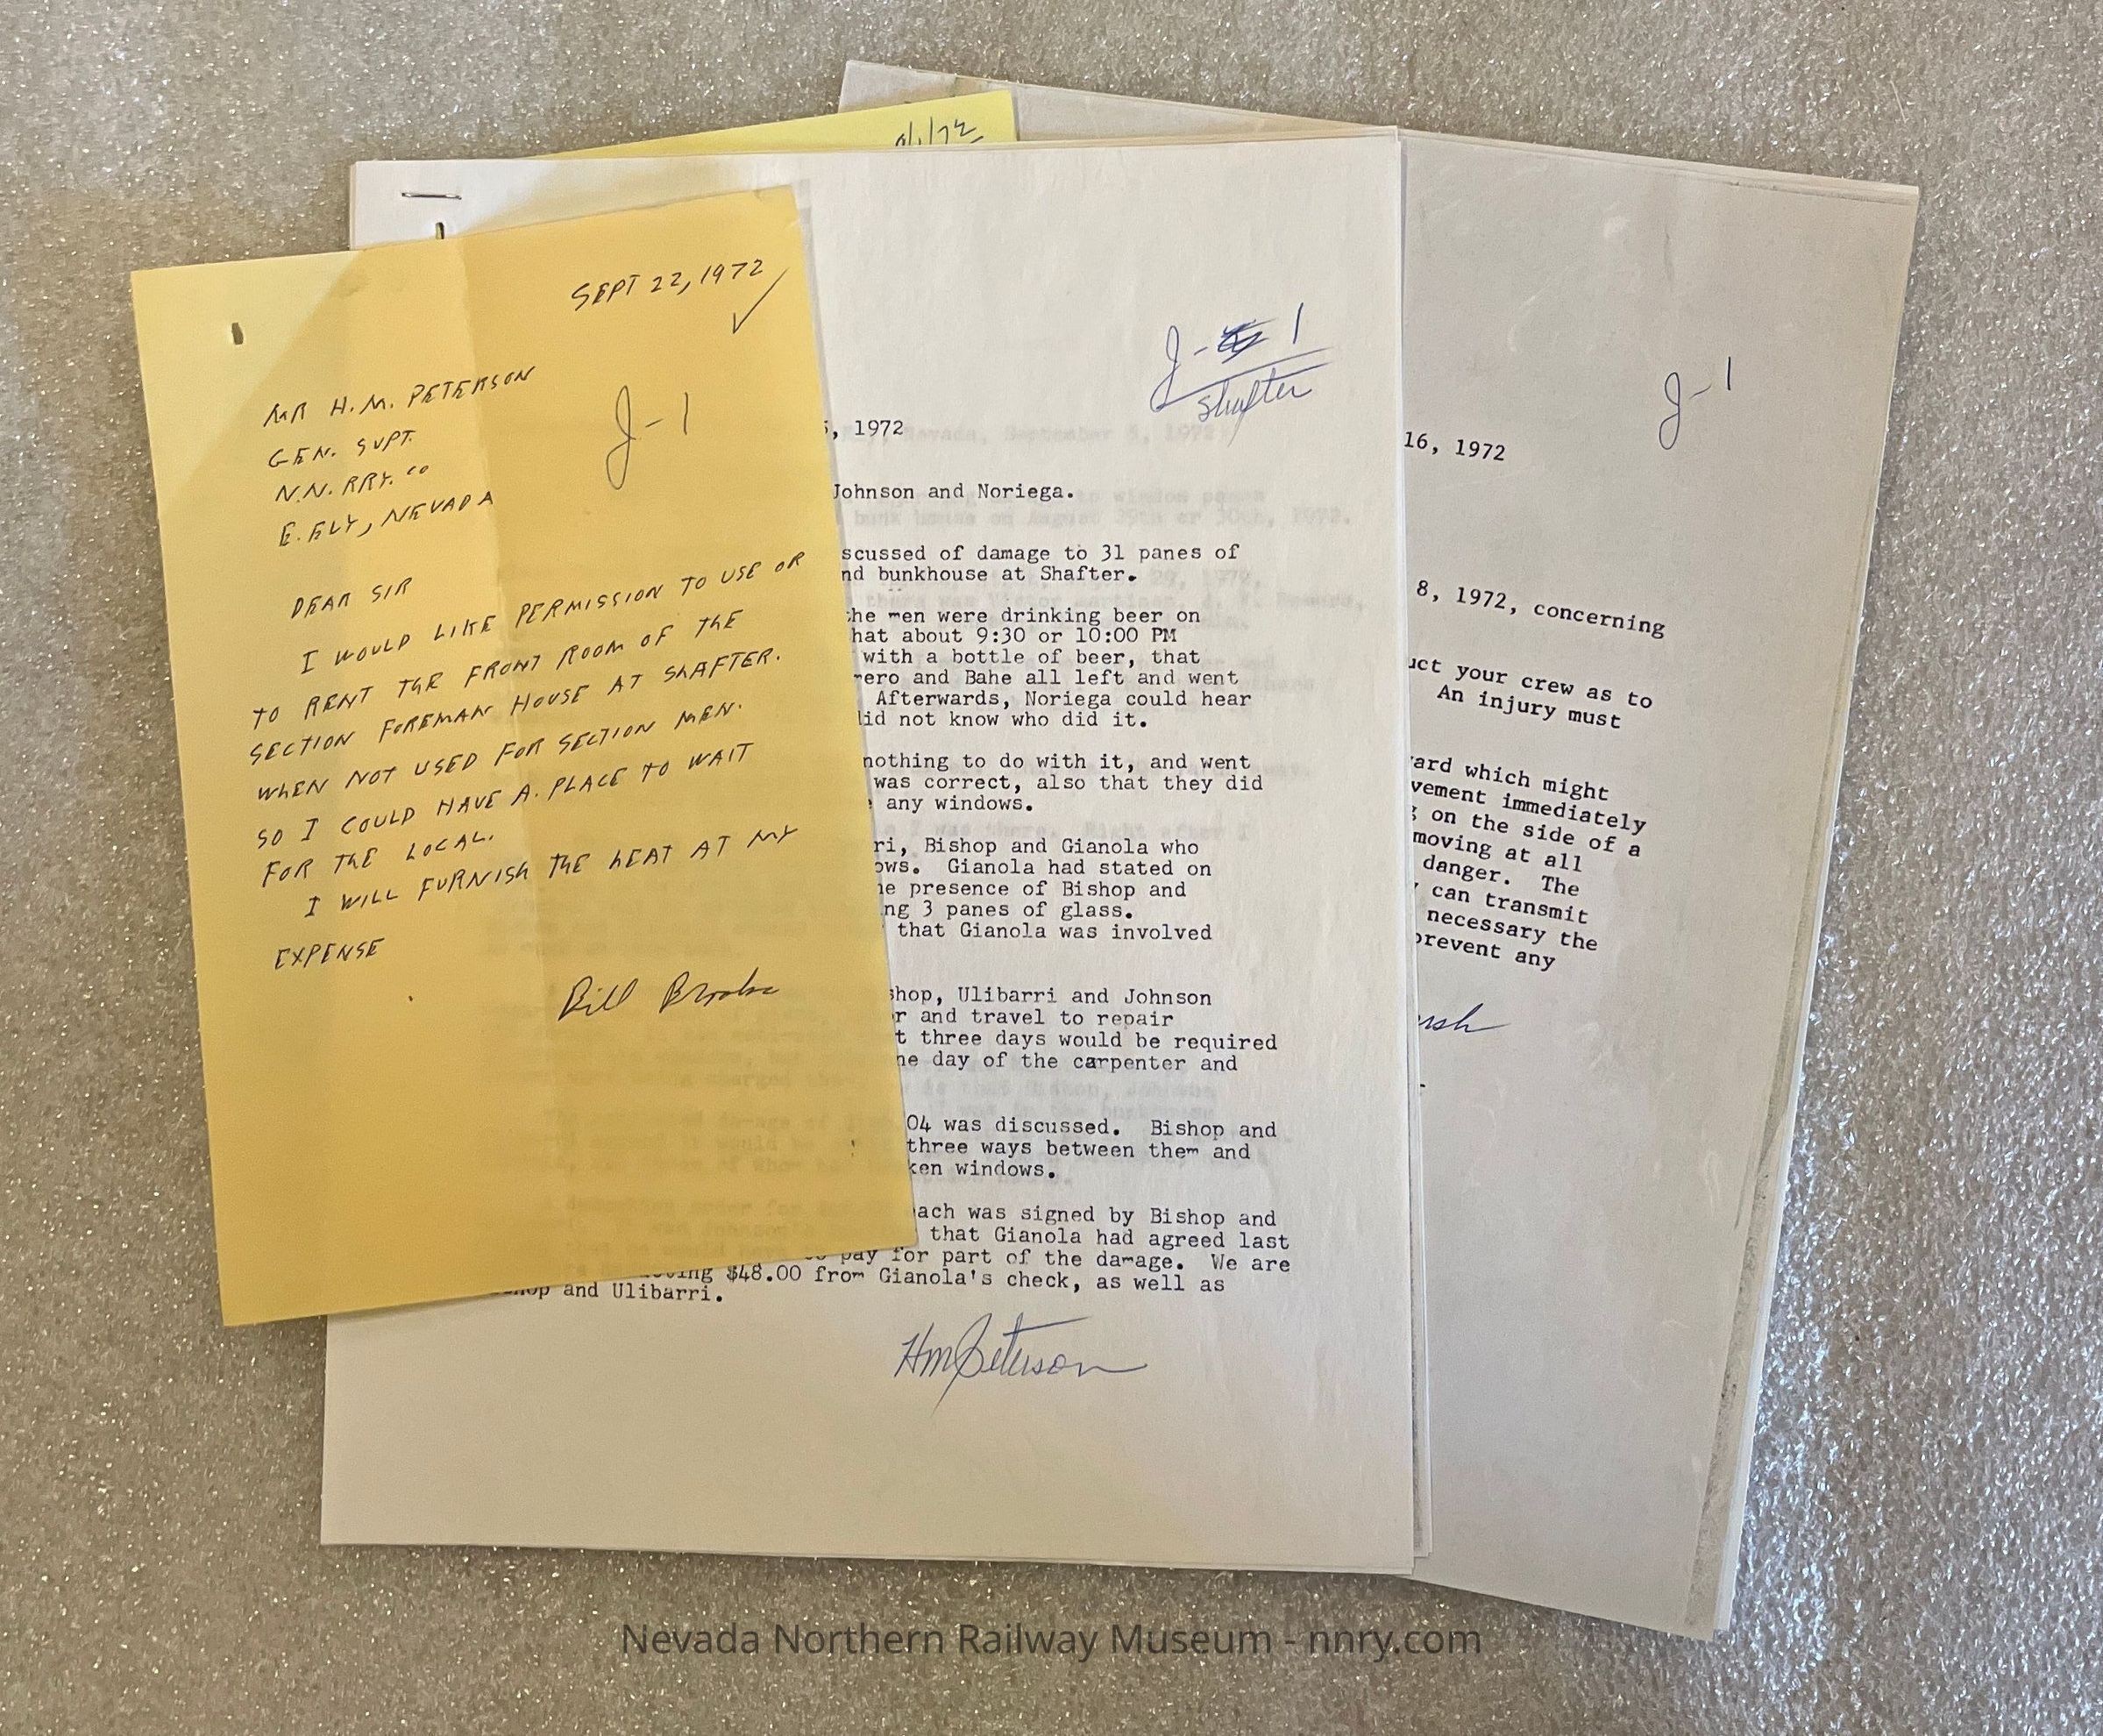 SEPT 22, 1972
J-1
MR H.M. PETERSON
GEN. SUPT.
N.N. RRY. CO
E. ELY, NEVADA
DEAR SIR
I WOULD LIKE PERMISSION TO USE OR
TO RENT THE FRONT ROOM OF THE
SECTION FOREMAN HOUSE AT SHAFTER.
WHEN NOT USED FOR SECTION MEN.
SO I COULD HAVE A. PLACE TO WAIT
FOR THE LOCAL.
I WILL FURNISH THE HEAT AT MY
EXPENSE
Bill
J- 1
Shafter
5, 1972
Johnson and Noriega.
scussed of damage to 31 panes of
nd bunkhouse at Shafter.
the men were drinking beer on
hat about 9:30 or 10:00 PM
with a bottle of beer, that
ero and Bahe all left and went
Afterwards, Noriega could hear
did not know who did it.
nothing to do with it, and went
was correct, also that they did
any windows.
ri, Bishop and Gianola who
ows. Gianola had stated on
he presence of Bishop and
ng 3 panes of glass.
that Gianola was involved
shop, Ulibarri and Johnson
r and travel to repair
t three days would be required
ne day of the carpenter and
04 was discussed. Bishop and
three ways between them and
ken windows.
each was signed by Bishop and
that Gianola had agreed last
to pay for part of the damage. We are
ving $48.00 from Gianola's check, as well as
hop and Ulibarri.
HM Peterson
J-1
16, 1972
8, 1972, concerning
uct your crew as to
An injury must
ard which might
vement immediately
g on the side of a
moving at all
danger. The
can transmit
necessary the
prevent any
Nevada Northern Railway Museum - nnry.com